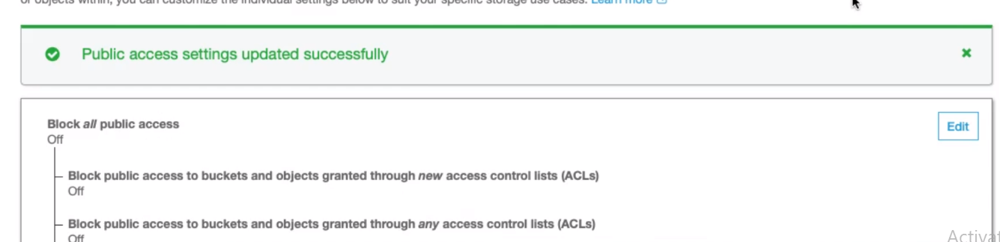 or objects within, you can customize the individual settings below to suit your specific storage use cases. Learn more
Public access settings updated successfully
Block all public access
Edit
Off
Block public access to buckets and objects granted through new access control lists (ACLs)
Off
Block public access to buckets and objects granted through any access control lists (ACLs)
Off
Activat